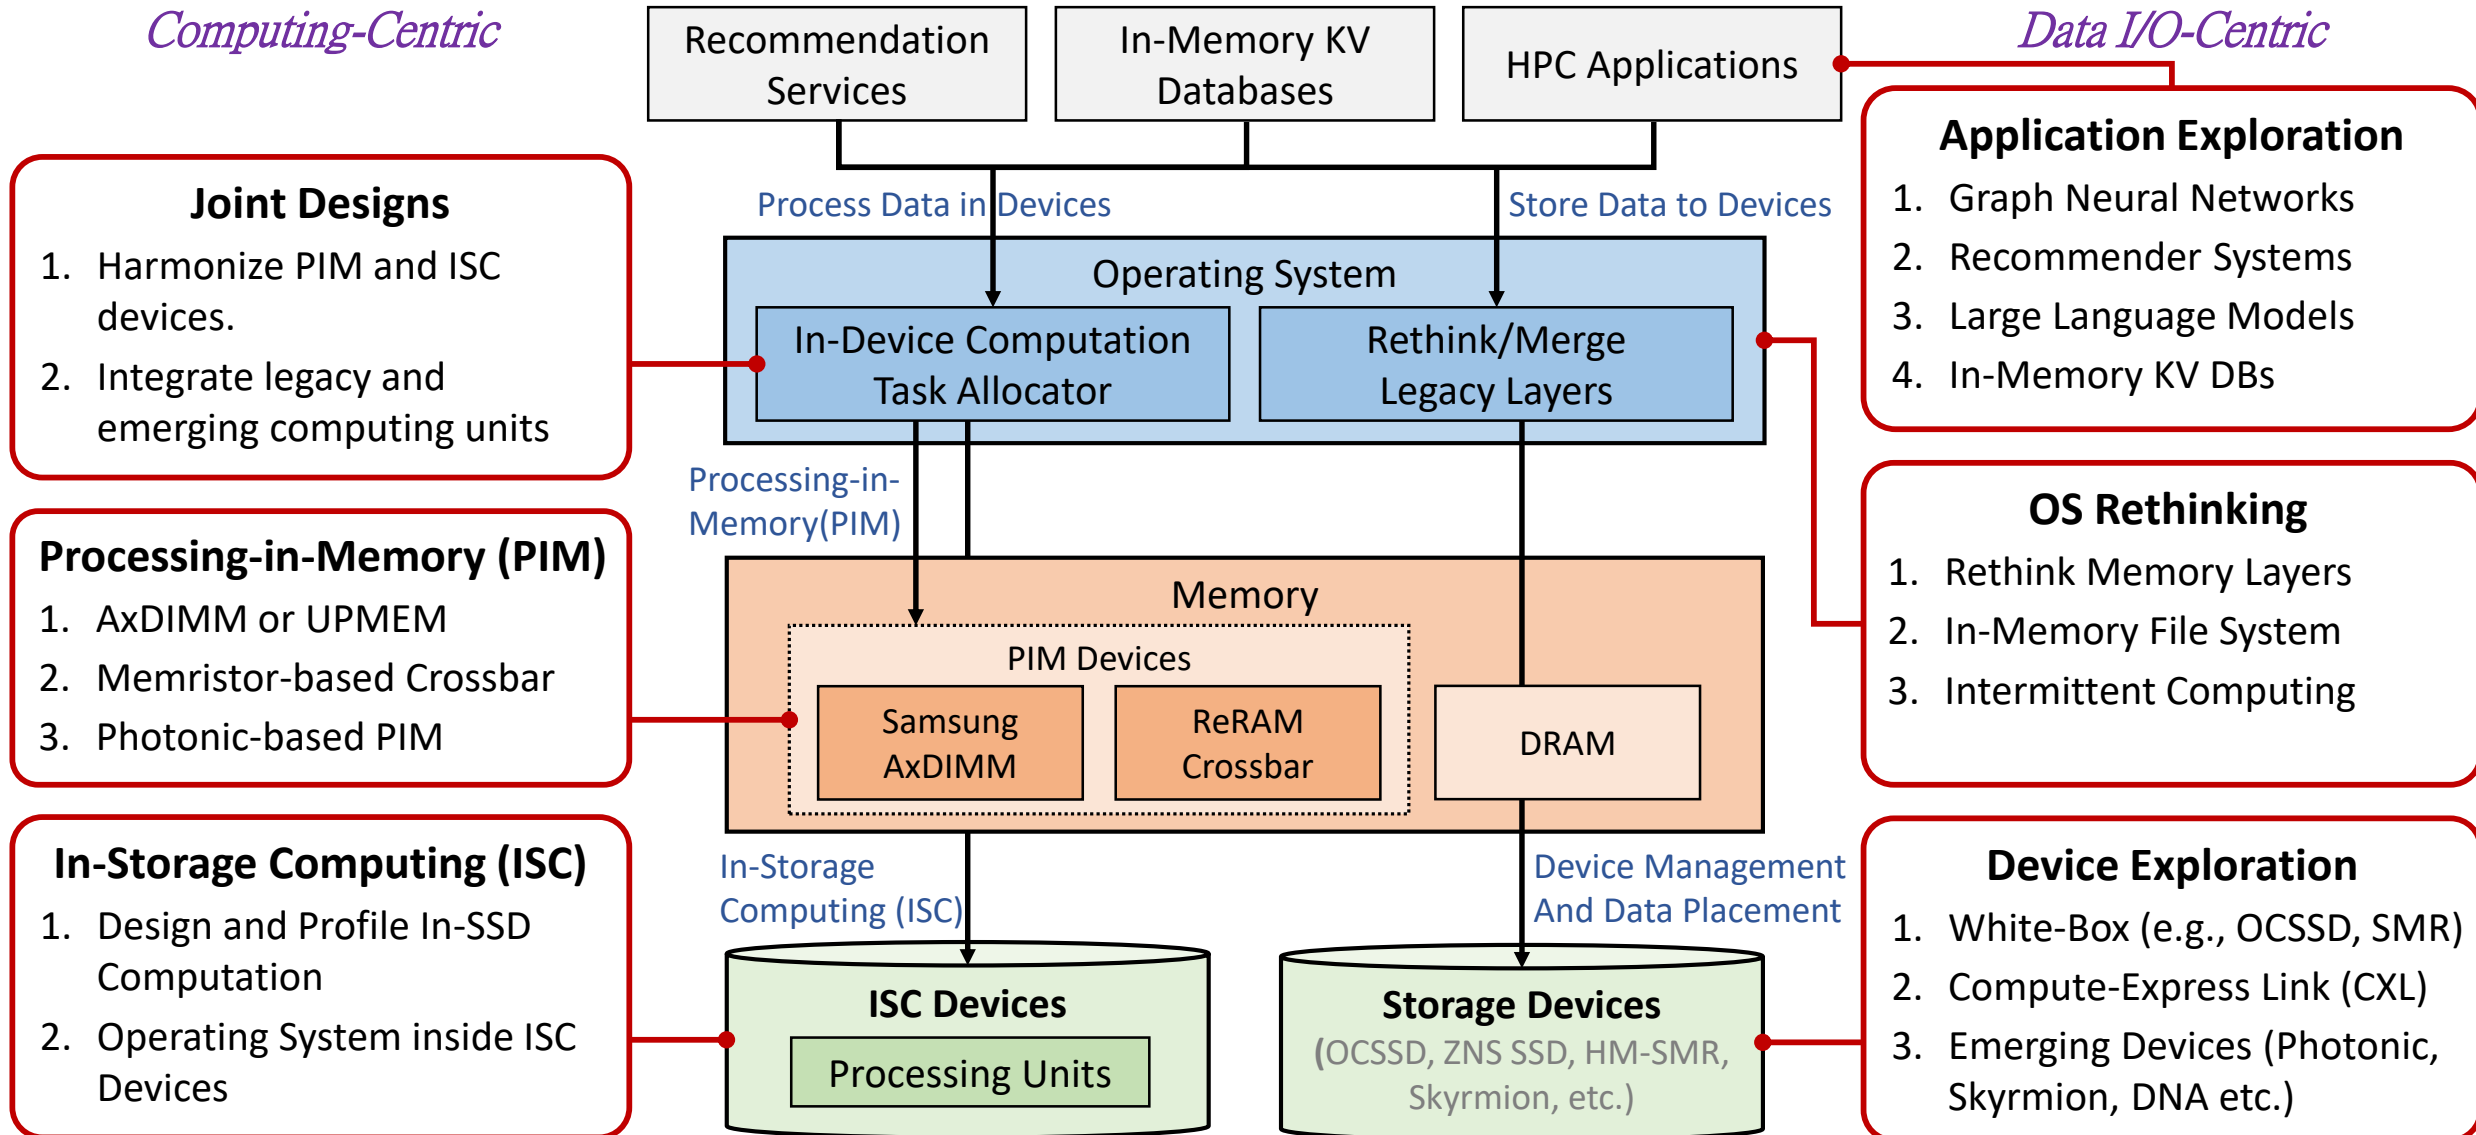 Computing-Centric
Data I/O-Centric
Recommendation
Services
In-Memory KV
Databases
HPC Applications
Joint Designs
1. Harmonize PIM and ISC
devices.
2. Integrate legacy and
emerging computing units
Processing-in-Memory (PIM)
1. AxDIMM or UPMEM
2. Memristor-based Crossbar
3. Photonic-based PIM
In-Storage Computing (ISC)
1. Design and Profile In-SSD
Computation
2. Operating System inside ISC
Devices
Process Data in Devices
Store Data to Devices
Operating System
In-Device Computation
Task Allocator
Rethink/Merge
Legacy Layers
Processing-in-
Memory(PIM)
Memory
PIM Devices
Samsung
AxDIMM
ReRAM
Crossbar
DRAM
In-Storage
Computing (ISC)
Device Management
And Data Placement
ISC Devices
Processing Units
Storage Devices
(OCSSD, ZNS SSD, HM-SMR,
Skyrmion, etc.)
Application Exploration
1. Graph Neural Networks
2. Recommender Systems
3. Large Language Models
4. In-Memory KV DBs
OS Rethinking
1. Rethink Memory Layers
2. In-Memory File System
3. Intermittent Computing
Device Exploration
1. White-Box (e.g., OCSSD, SMR)
2. Compute-Express Link (CXL)
3. Emerging Devices (Photonic,
Skyrmion, DNA etc.)